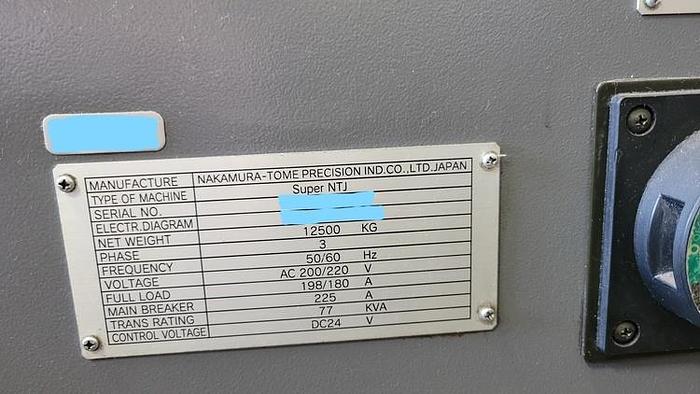 MANUFACTURE NAKAMURA-TOME PRECISION IND.CO.,LTD.JAPAN
TYPE OF MACHINE Super NTJ
SERIAL NO.
ELECTR.DIAGRAM
NET WEIGHT 12500 KG
PHASE 3
FREQUENCY 50/60 Hz
VOLTAGE AC 200/220 V
FULL LOAD 198/180 A
MAIN BREAKER 225 A
TRANS RATING 77 KVA
CONTROL VOLTAGE DC24 V